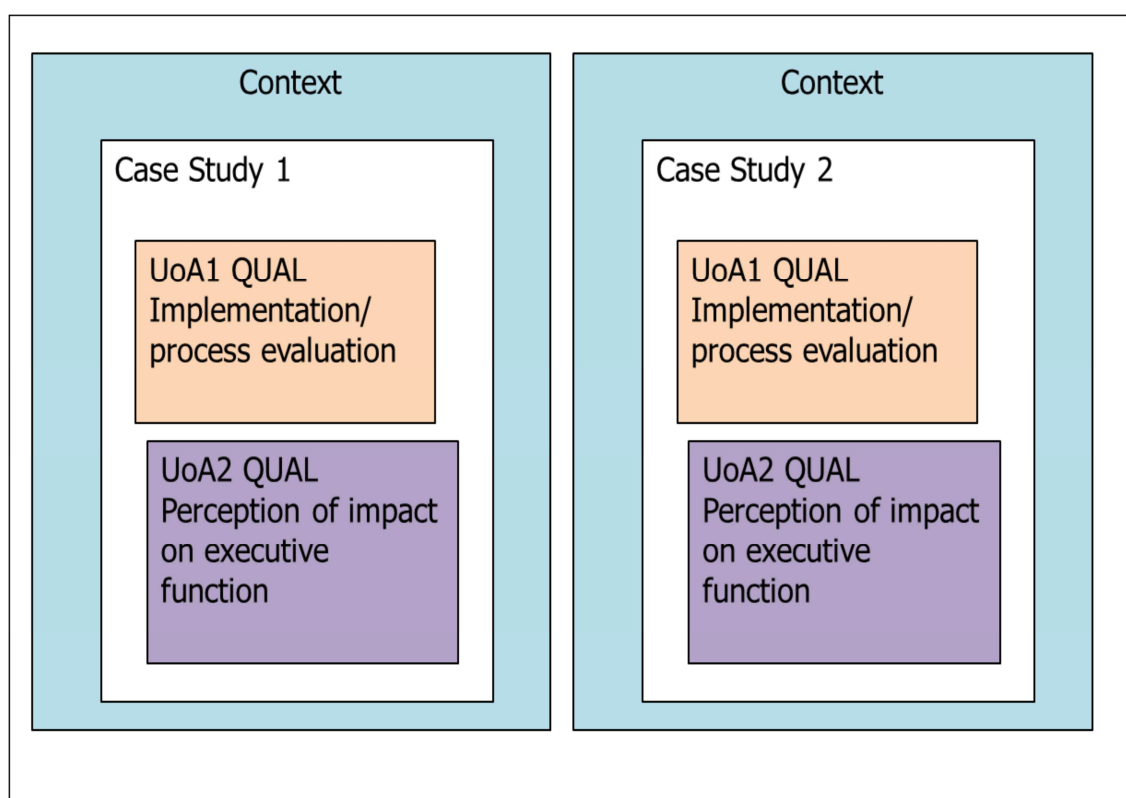 Context
Case Study 1
UoA1 QUAL
Implementation/
process evaluation
UoA2 QUAL
Perception of impact
on executive
function
Context
Case Study 2
UoA1 QUAL
Implementation/
process evaluation
UoA2 QUAL
Perception of impact
on executive
function